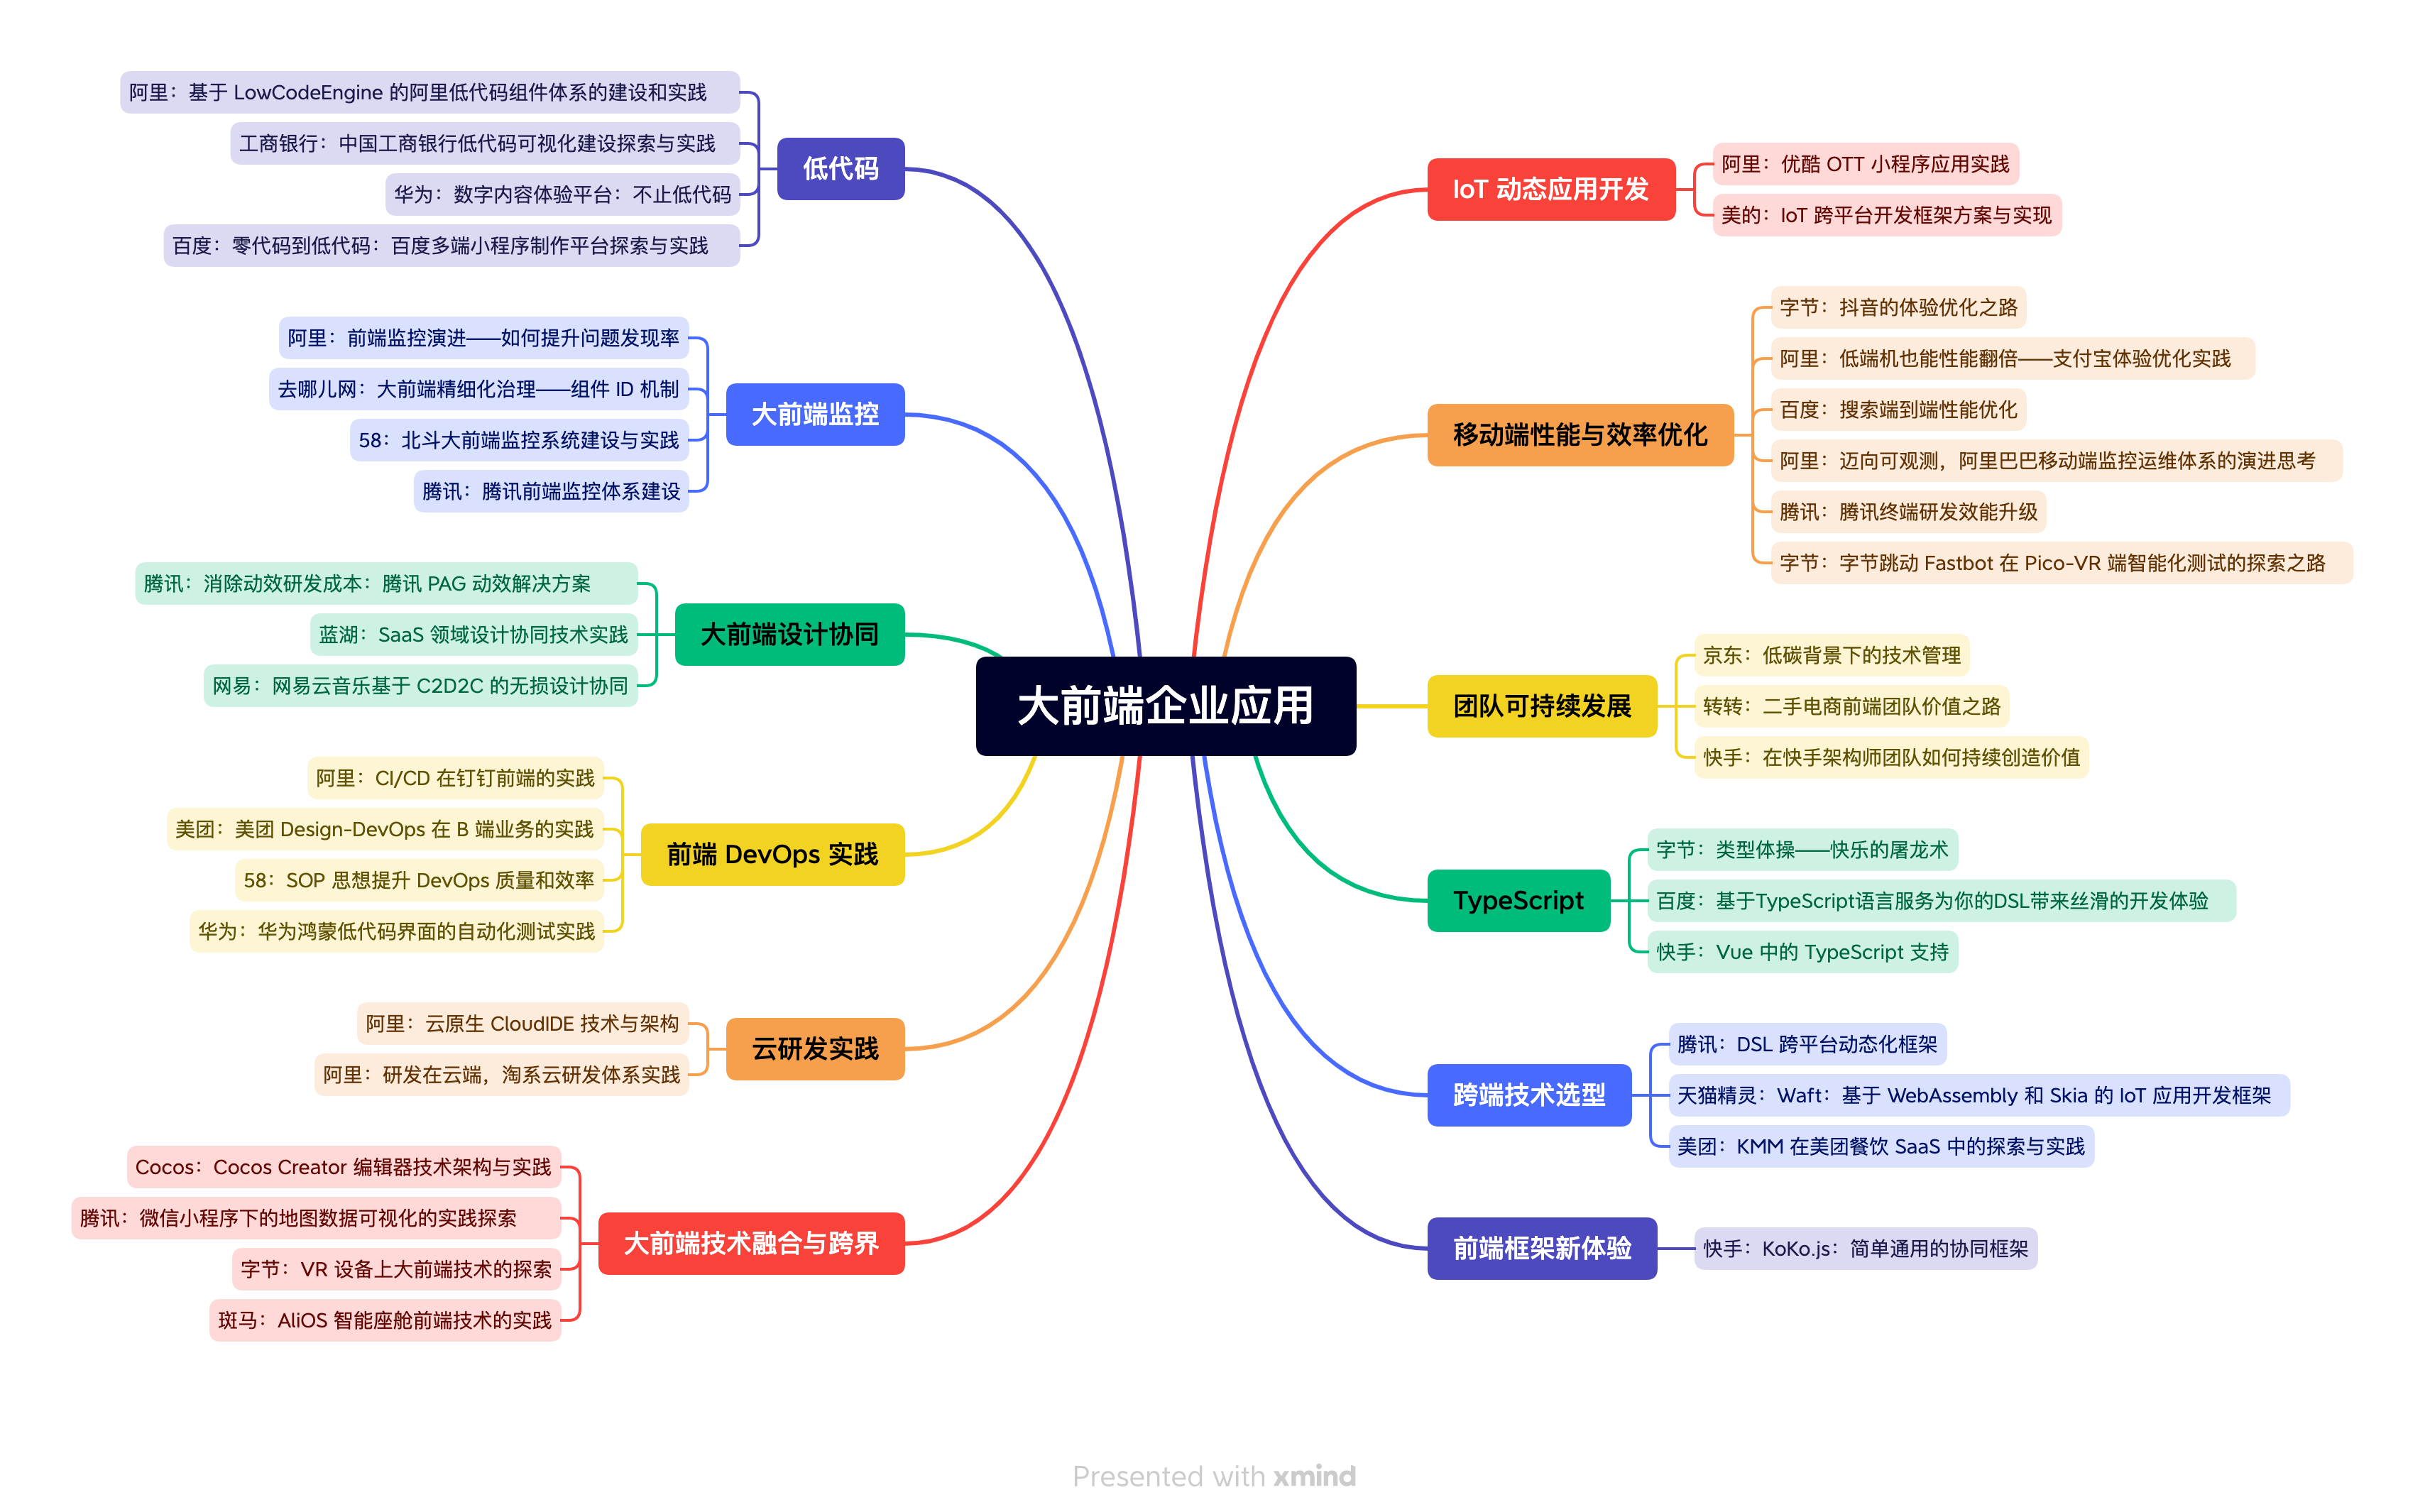 大前端企业应用
低代码
阿里：基于 LowCodeEngine 的阿里低代码组件体系的建设和实践
工商银行：中国工商银行低代码可视化建设探索与实践
华为：数字内容体验平台：不止低代码
百度：零代码到低代码：百度多端小程序制作平台探索与实践
大前端监控
阿里：前端监控演进——如何提升问题发现率
去哪儿网：大前端精细化治理——组件 ID 机制
58：北斗大前端监控系统建设与实践
腾讯：腾讯前端监控体系建设
大前端设计协同
腾讯：消除动效研发成本：腾讯 PAG 动效解决方案
蓝湖：SaaS 领域设计协同技术实践
网易：网易云音乐基于 C2D2C 的无损设计协同
前端 DevOps 实践
阿里：CI/CD 在钉钉前端的实践
美团：美团 Design-DevOps 在 B 端业务的实践
58：SOP 思想提升 DevOps 质量和效率
华为：华为鸿蒙低代码界面的自动化测试实践
云研发实践
阿里：云原生 CloudIDE 技术与架构
阿里：研发在云端，淘系云研发体系实践
大前端技术融合与跨界
Cocos：Cocos Creator 编辑器技术架构与实践
腾讯：微信小程序下的地图数据可视化的实践探索
字节：VR 设备上大前端技术的探索
斑马：AliOS 智能座舱前端技术的实践
IoT 动态应用开发
阿里：优酷 OTT 小程序应用实践
美的：IoT 跨平台开发框架方案与实现
移动端性能与效率优化
字节：抖音的体验优化之路
阿里：低端机也能性能翻倍——支付宝体验优化实践
百度：搜索端到端性能优化
阿里：迈向可观测，阿里巴巴移动端监控运维体系的演进思考
腾讯：腾讯终端研发效能升级
字节：字节跳动 Fastbot 在 Pico-VR 端智能化测试的探索之路
团队可持续发展
京东：低碳背景下的技术管理
转转：二手电商前端团队价值之路
快手：在快手架构师团队如何持续创造价值
TypeScript
字节：类型体操——快乐的屠龙术
百度：基于TypeScript语言服务为你的DSL带来丝滑的开发体验
快手：Vue 中的 TypeScript 支持
跨端技术选型
腾讯：DSL 跨平台动态化框架
天猫精灵：Waft：基于 WebAssembly 和 Skia 的 IoT 应用开发框架
美团：KMM 在美团餐饮 SaaS 中的探索与实践
前端框架新体验
快手：KoKo.js：简单通用的协同框架
Presented with xmind